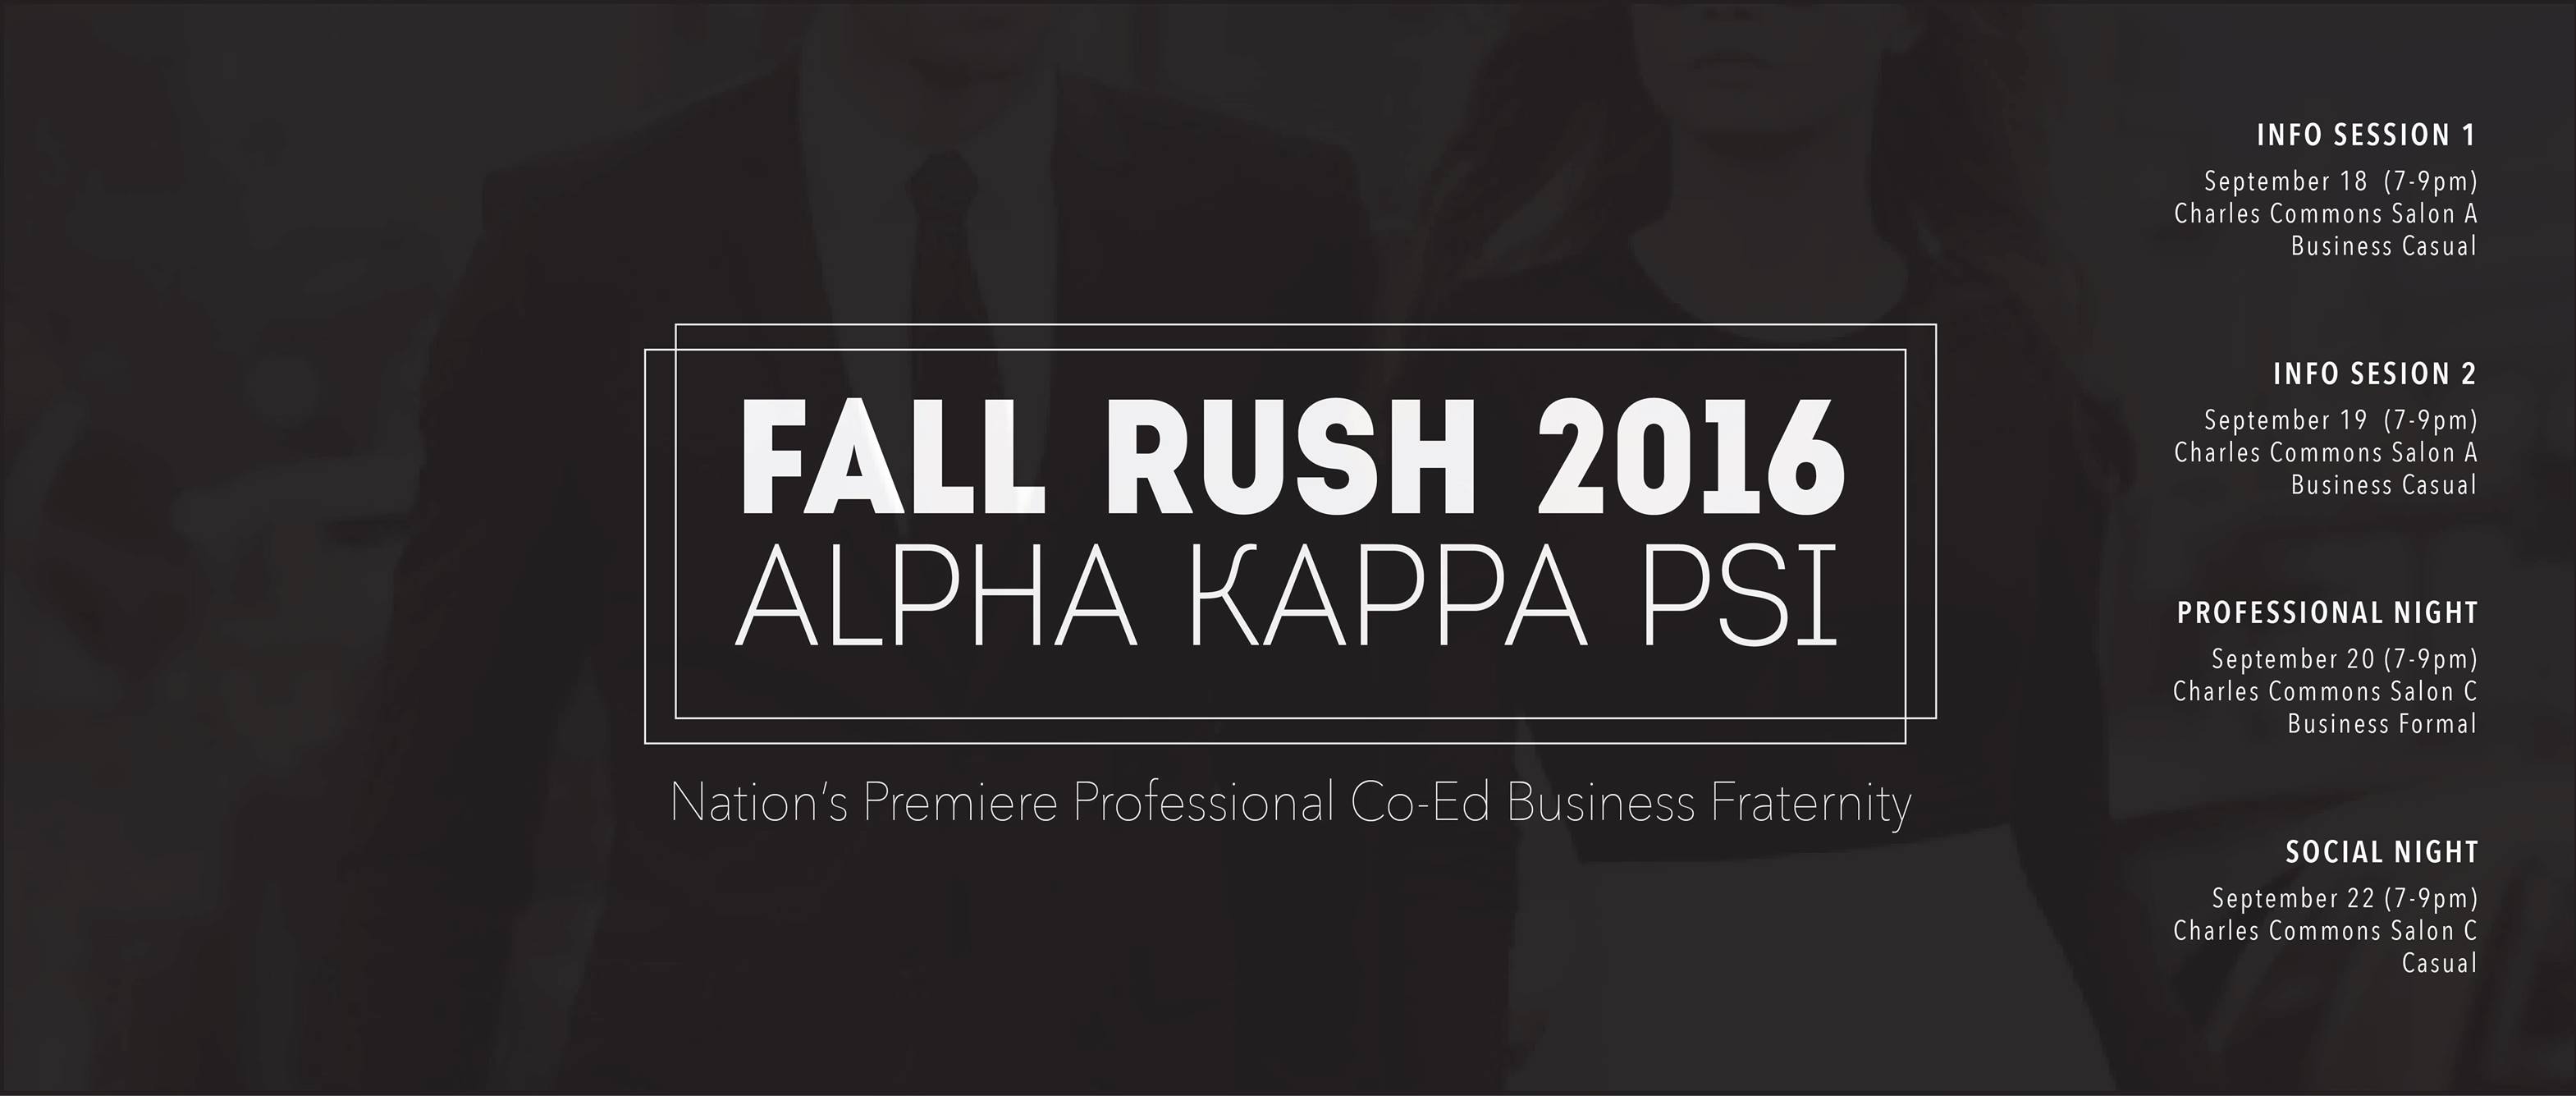 FALL RUSH 2016
ALPHA KAPPA PSI
Nation's Premiere Professional Co-Ed Business Fraternity
INFO SESSION 1
September 18 (7-9pm)
Charles Commons Salon A
Business Casual
INFO SESION 2
September 19 (7-9pm)
Charles Commons Salon A
Business Casual
PROFESSIONAL NIGHT
September 20 (7-9pm)
Charles Commons Salon C
Business Formal
SOCIAL NIGHT
September 22 (7-9pm)
Charles Commons Salon C
Casual